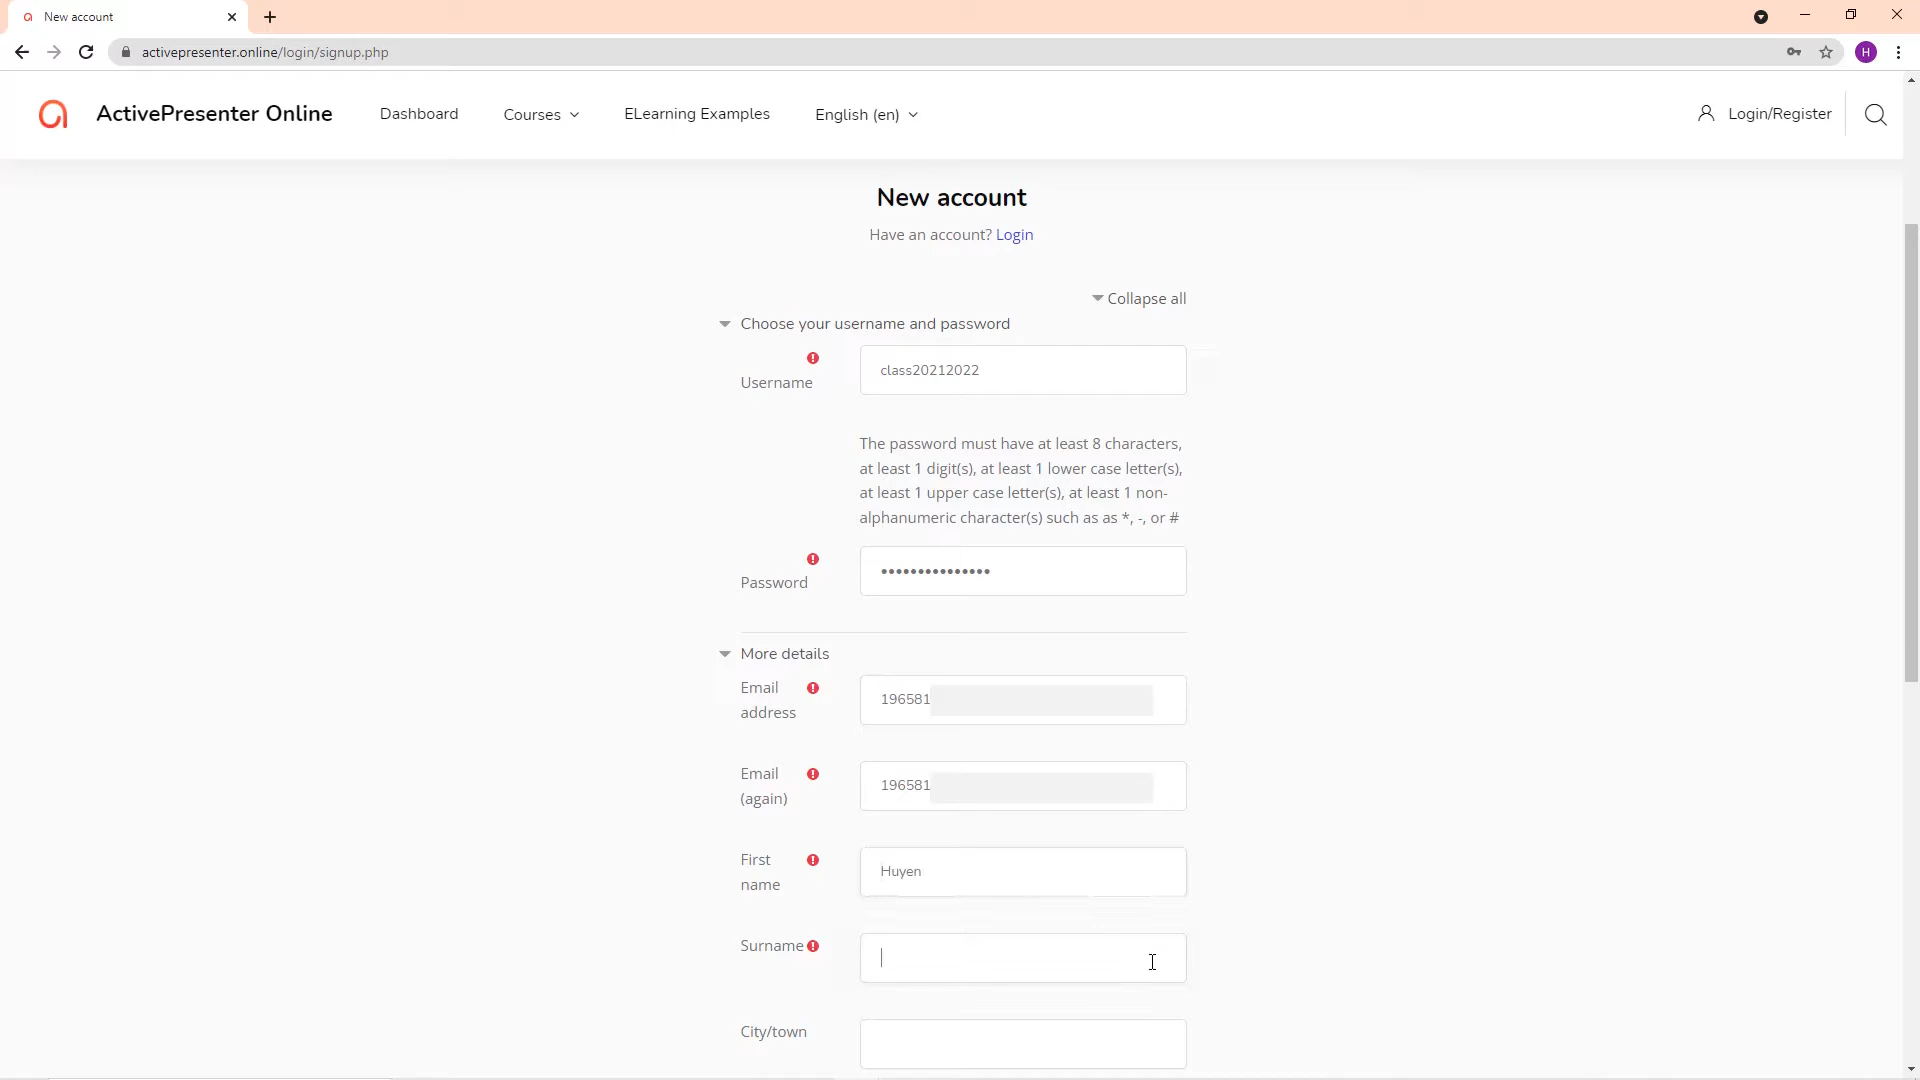 New account
activepresenter.online/login/signup.php
H
ActivePresenter Online
Dashboard
Courses
ELearning Examples
English (en)
Login/Register
New account
Have an account? Login
Collapse all
Choose your username and password
Username
class20212022
The password must have at least 8 characters,
at least 1 digit(s), at least 1 lower case letter(s),
at least 1 upper case letter(s), at least 1 non-
alphanumeric character(s) such as as *, -, or #
Password
•••••••••••••••
More details
Email
address
196581
Email
(again)
196581
First
name
Huyen
Surname
City/town